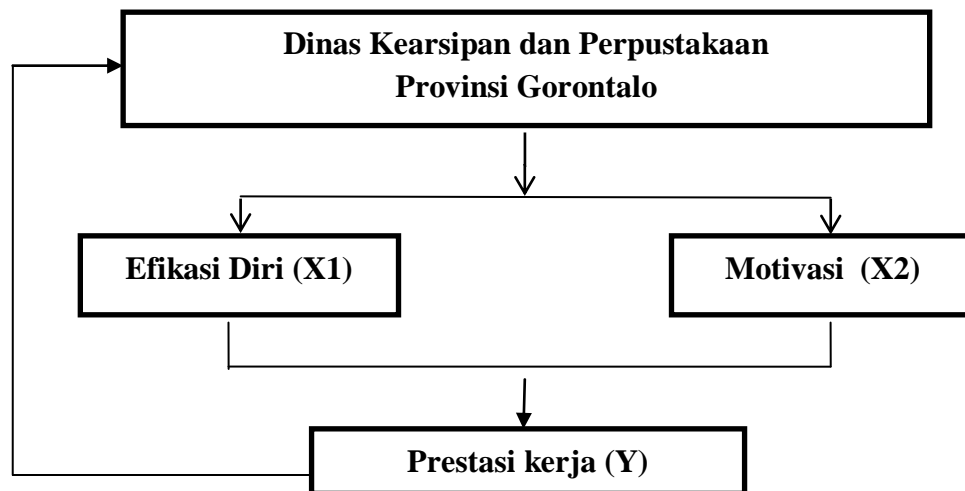 Dinas Kearsipan dan Perpustakaan
Provinsi Gorontalo
Efikasi Diri (X1)
Motivasi (X2)
Prestasi kerja (Y)